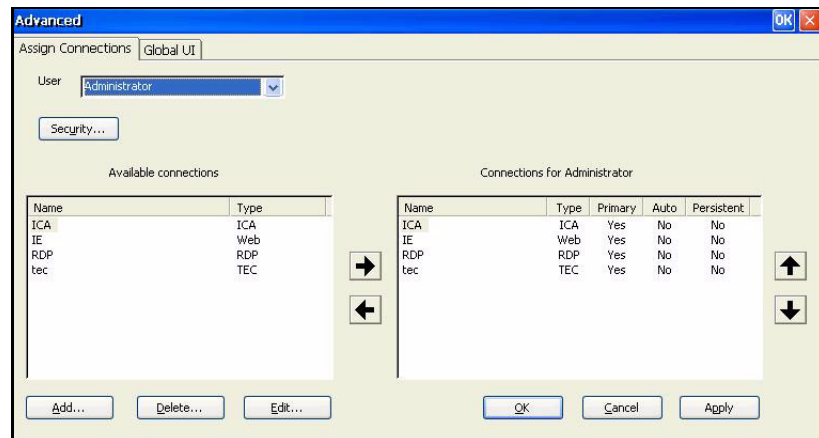 Advanced OK
Assign Connections Global UI
User Administrator
Security...
Available connections Connections for Administrator
Name Type Name Type Primary Auto Persistent
ICA ICA ICA ICA Yes No No
IE Web IE Web Yes No No
RDP RDP RDP RDP Yes No No
tec TEC tec TEC Yes No No
Add... Delete... Edit... OK Cancel Apply